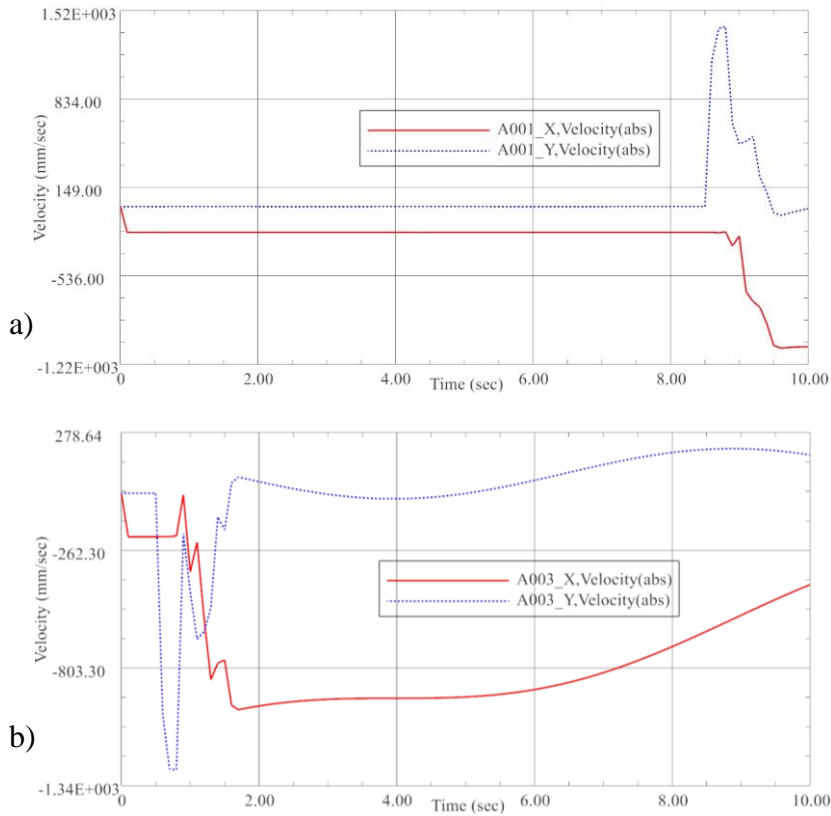 1.52E+003
834.00
A001_X,Velocity(abs)
A001_Y,Velocity(abs)
149.00
Velocity (mm/sec)
-536.00
a)
-1.22E+003
0 2.00 4.00 6.00 8.00 10.00
Time (sec)
278.64
-262.30
A003_X,Velocity(abs)
A003_Y,Velocity(abs)
Velocity (mm/sec)
-803.30
b)
-1.34E+003
0 2.00 4.00 6.00 8.00 10.00
Time (sec)